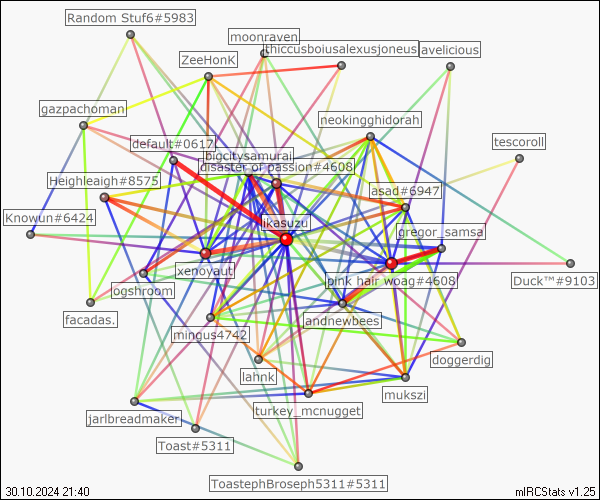 Random Stuf6#5983
moonraven
thiccusboiusalexusjoneus
avelicious
ZeeHonK
gazpachoman
neokingghidorah
default#0617
tescoroll
bigcitysamurai
disaster of passion#4608
Heighleaigh#8575
asad#6947
Knowun#6424
ikasuzu
gregor_samsa
xenoyaut
pink hair woag#4608
Duck™#9103
ogshroom
facadas.
andnewbees
mingus4742
doggerdig
lahnk
mukszi
turkey_mcnugget
jarlbreadmaker
Toast#5311
ToastephBroseph5311#5311
30.10.2024 21:40
mIRCStats v1.25